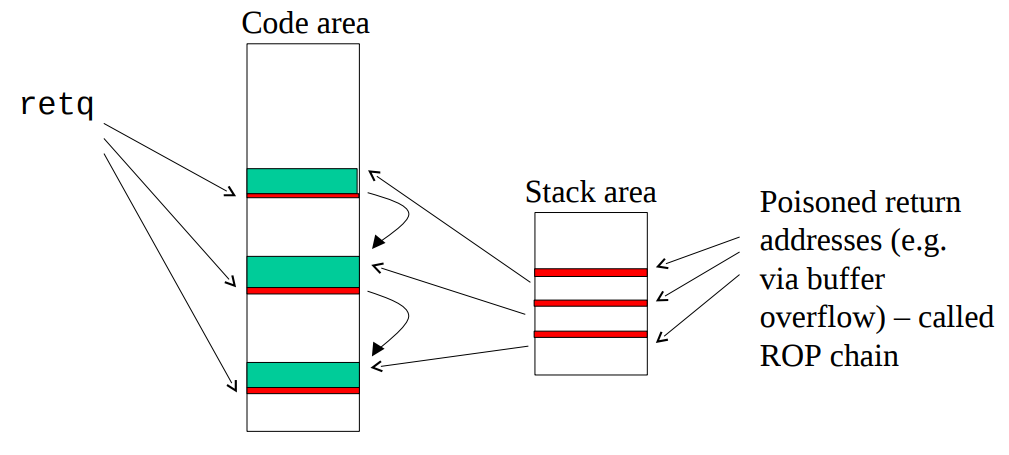 Code area
retq
Stack area
Poisoned return
addresses (e.g.
via buffer
overflow) – called
ROP chain